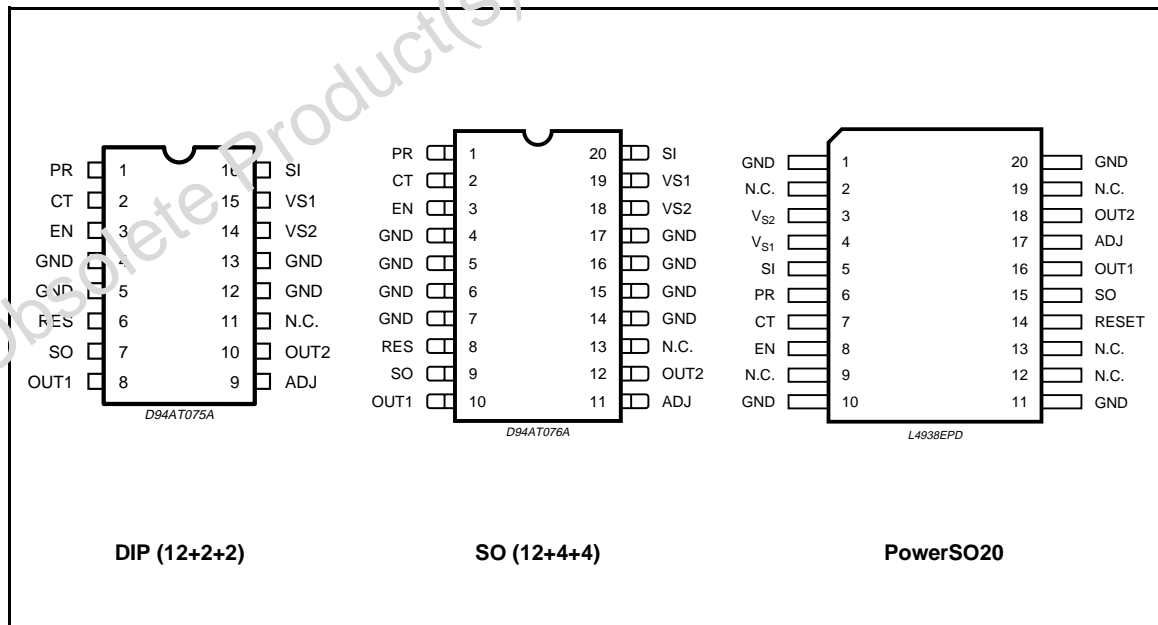 Obsolete Product(s)
PR 1 16 SI
CT 2 15 VS1
EN 3 14 VS2
GND 4 13 GND
GND 5 12 GND
RES 6 11 N.C.
SO 7 10 OUT2
OUT1 8 9 ADJ
D94AT075A
DIP (12+2+2)
PR 1 20 SI
CT 2 19 VS1
EN 3 18 VS2
GND 4 17 GND
GND 5 16 GND
GND 6 15 GND
GND 7 14 GND
RES 8 13 N.C.
SO 9 12 OUT2
OUT1 10 11 ADJ
D94AT076A
SO (12+4+4)
GND 1 20 GND
N.C. 2 19 N.C.
VS2 3 18 OUT2
VS1 4 17 ADJ
SI 5 16 OUT1
PR 6 15 SO
CT 7 14 RESET
EN 8 13 N.C.
N.C. 9 12 N.C.
GND 10 11 GND
L4938EPD
PowerSO20